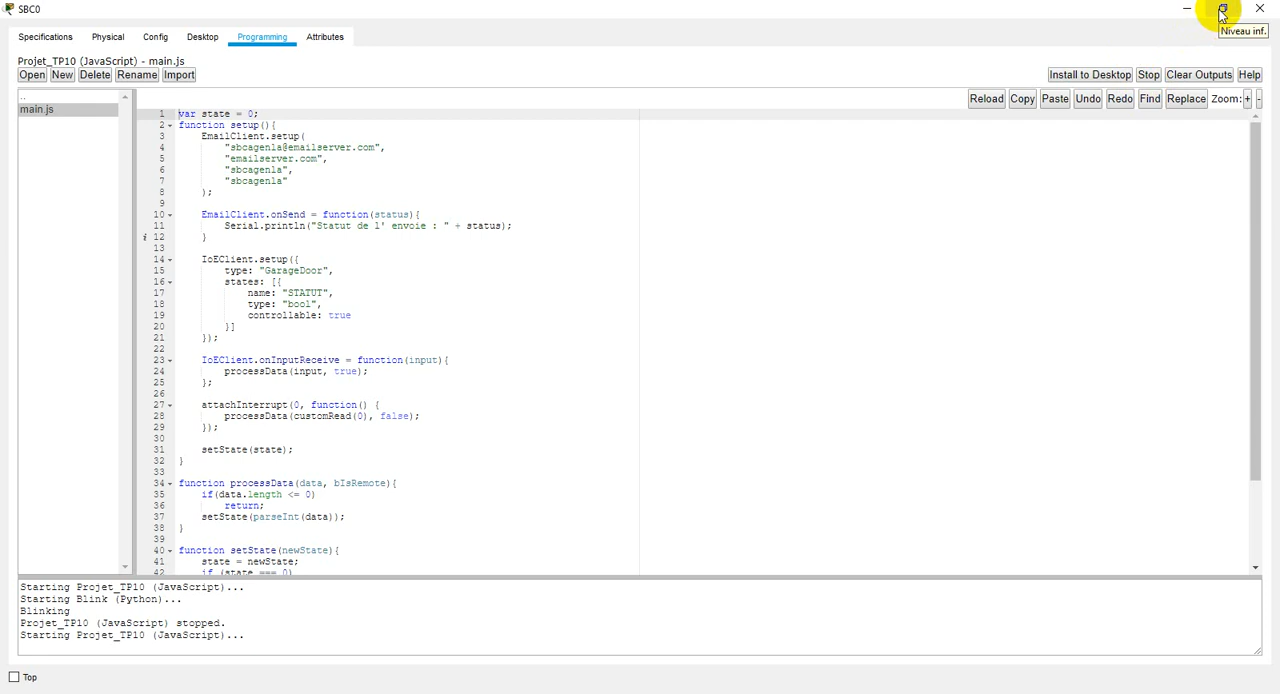 SBC0
Niveau inf.
Specifications Physical Config Desktop Programming Attributes
Projet_TP10 (JavaScript) - main.js
Open New Delete Rename Import Install to Desktop Stop Clear Outputs Help
Reload Copy Paste Undo Redo Find Replace Zoom: + -
..
main.js
1 var state = 0;
2 function setup(){
3 EmailClient.setup(
4 "sbcagenla@emailserver.com",
5 "emailserver.com",
6 "sbcagenla",
7 "sbcagenla"
8 );
9
10 EmailClient.onSend = function(status){
11 Serial.println("Statut de l' envoie : " + status);
i 12 }
13
14 IoEClient.setup({
15 type: "GarageDoor",
16 states: [{
17 name: "STATUT",
18 type: "bool",
19 controllable: true
20 }]
21 });
22
23 IoEClient.onInputReceive = function(input){
24 processData(input, true);
25 };
26
27 attachInterrupt(0, function() {
28 processData(customRead(0), false);
29 });
30
31 setState(state);
32 }
33
34 function processData(data, bIsRemote){
35 if(data.length <= 0)
36 return;
37 setState(parseInt(data));
38 }
39
40 function setState(newState){
41 state = newState;
42 if (state === 0)
Starting Projet_TP10 (JavaScript)...
Starting Blink (Python)...
Blinking
Projet_TP10 (JavaScript) stopped.
Starting Projet_TP10 (JavaScript)...
Top